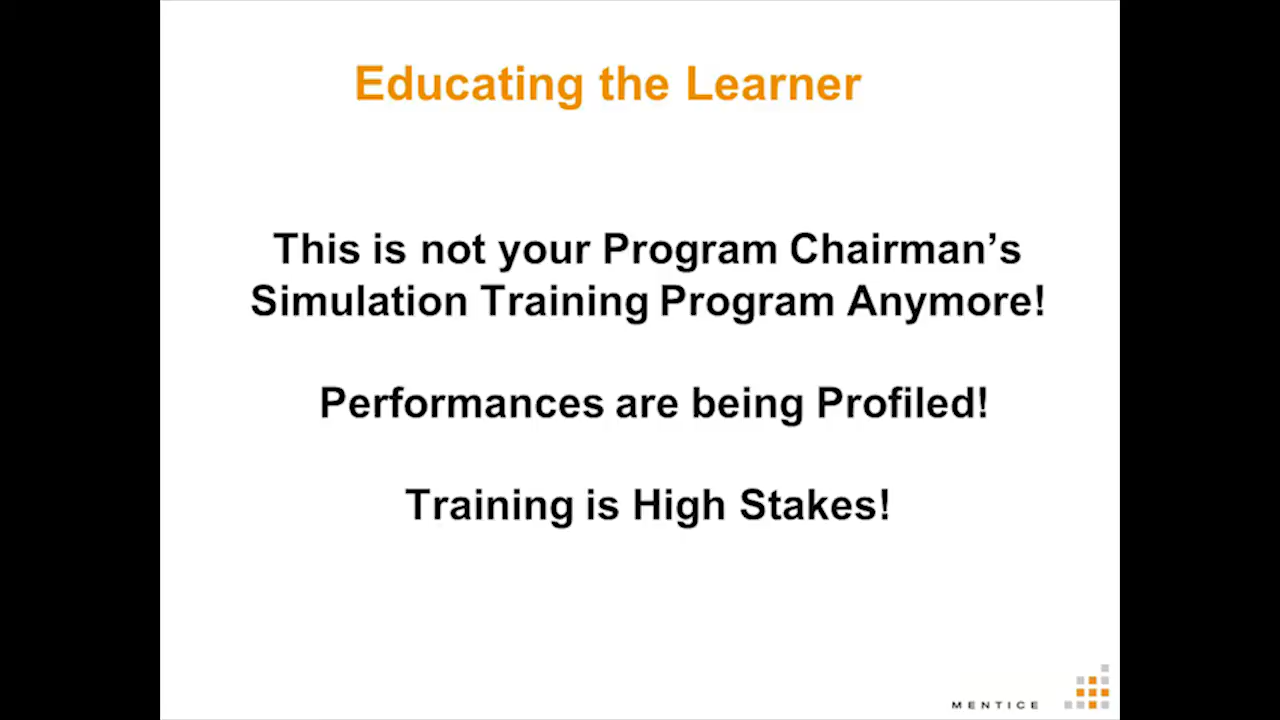 Educating the Learner
This is not your Program Chairman’s
Simulation Training Program Anymore!
Performances are being Profiled!
Training is High Stakes!
MENTICE